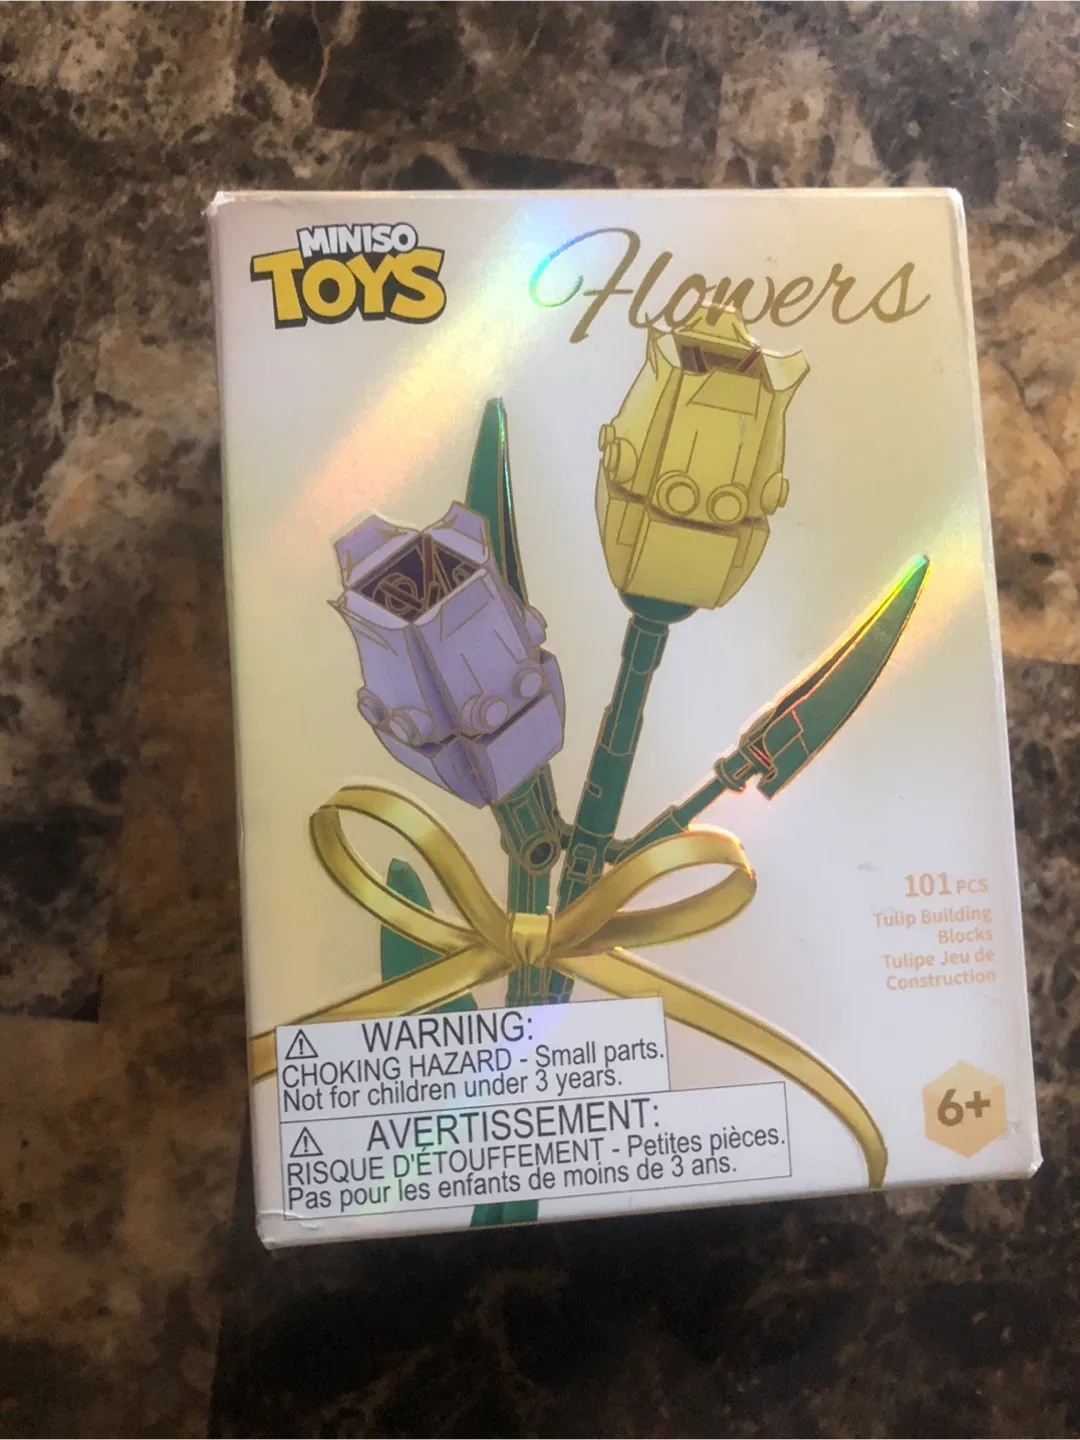 MINISO
TOYS
Flowers
101 PCS
Tulip Building
Blocks
Tulipe Jeu de
Construction
WARNING:
CHOKING HAZARD - Small parts.
Not for children under 3 years.
AVERTISSEMENT:
RISQUE D'ÉTOUFFEMENT - Petites pièces.
Pas pour les enfants de moins de 3 ans.
6+